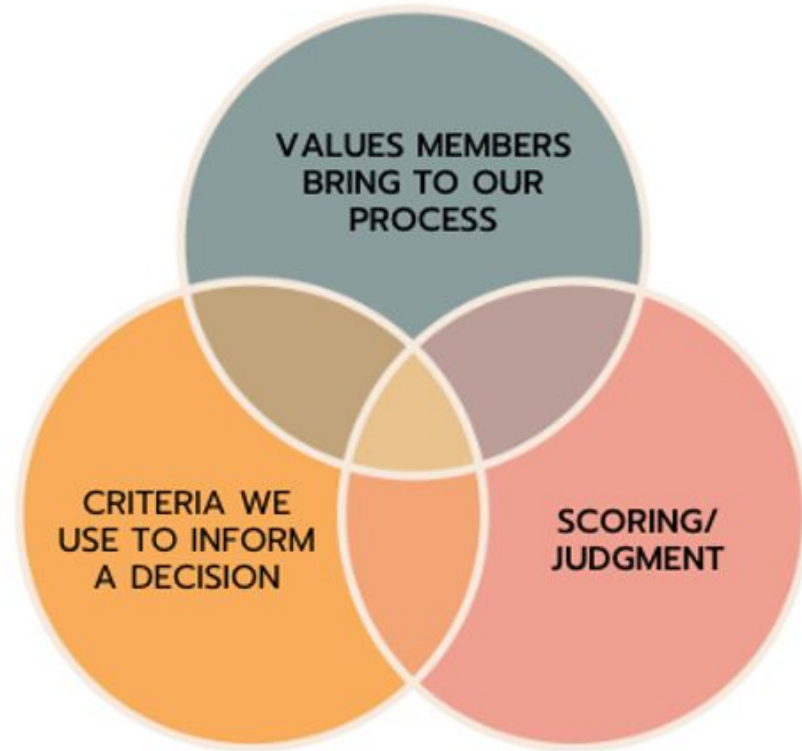 VALUES MEMBERS
BRING TO OUR
PROCESS
CRITERIA WE
USE TO INFORM
A DECISION
SCORING/
JUDGMENT